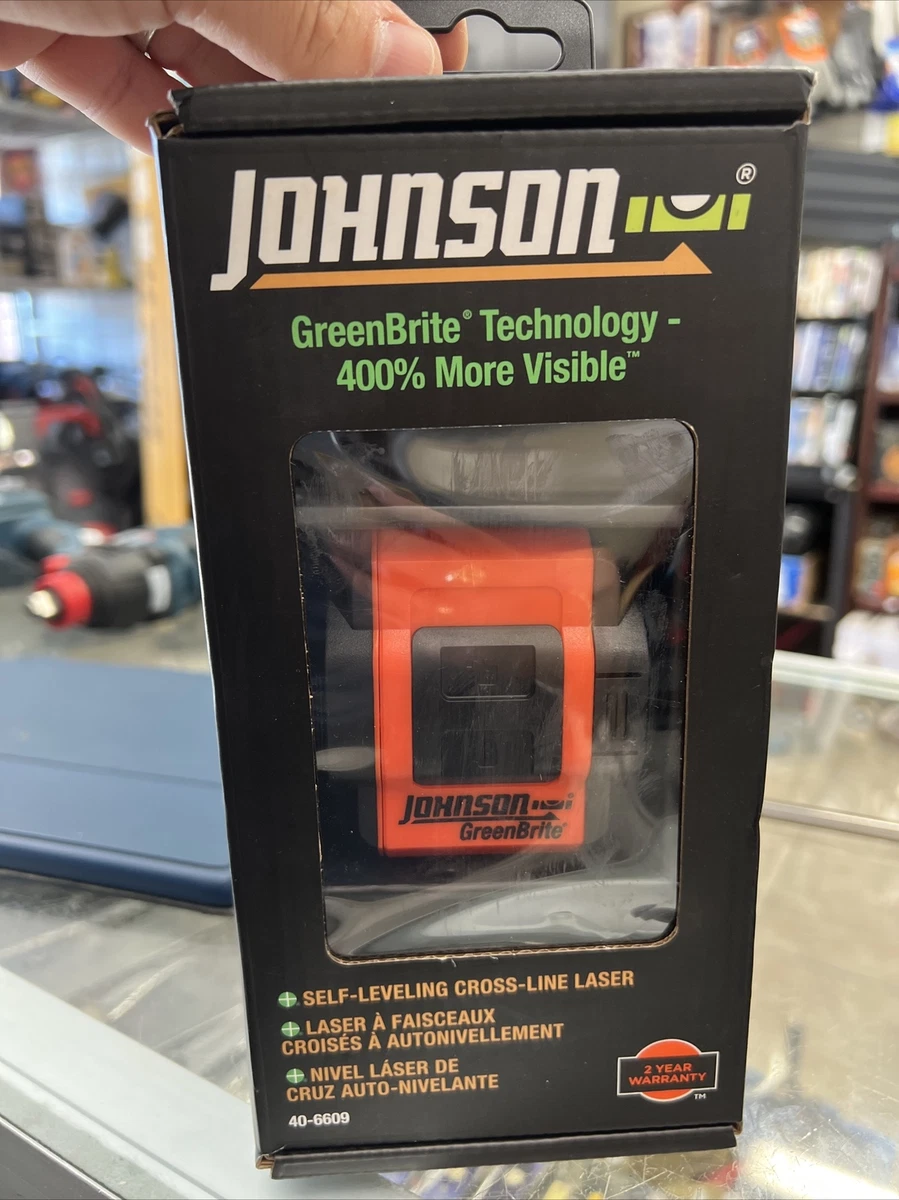 JOHNSON®
GreenBrite® Technology -
400% More Visible™
JOHNSON
GreenBrite®
SELF-LEVELING CROSS-LINE LASER
LASER À FAISCEAUX
CROISÉS À AUTONIVELLEMENT
NIVEL LÁSER DE
CRUZ AUTO-NIVELANTE
40-6609
2 YEAR
WARRANTY
TM